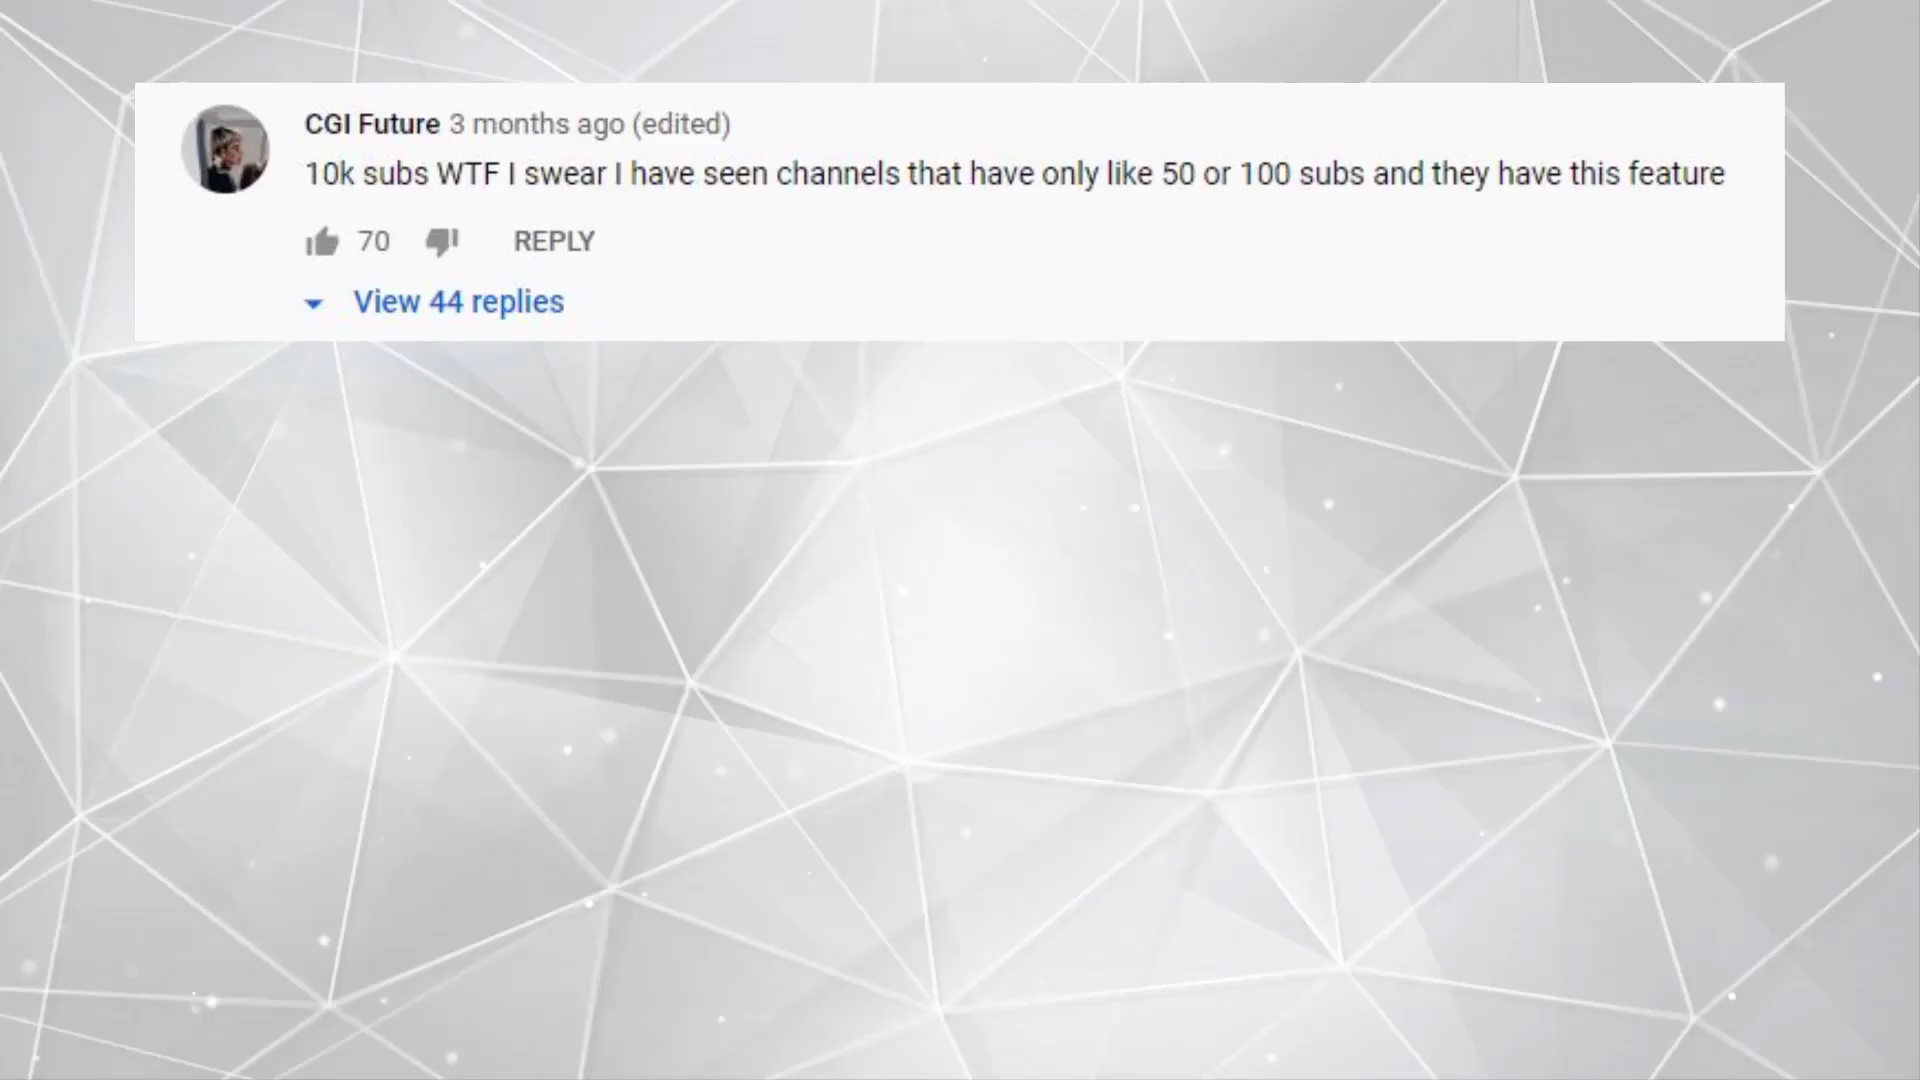 CGI Future 3 months ago (edited)
10k subs WTF I swear I have seen channels that have only like 50 or 100 subs and they have this feature
70 REPLY
View 44 replies